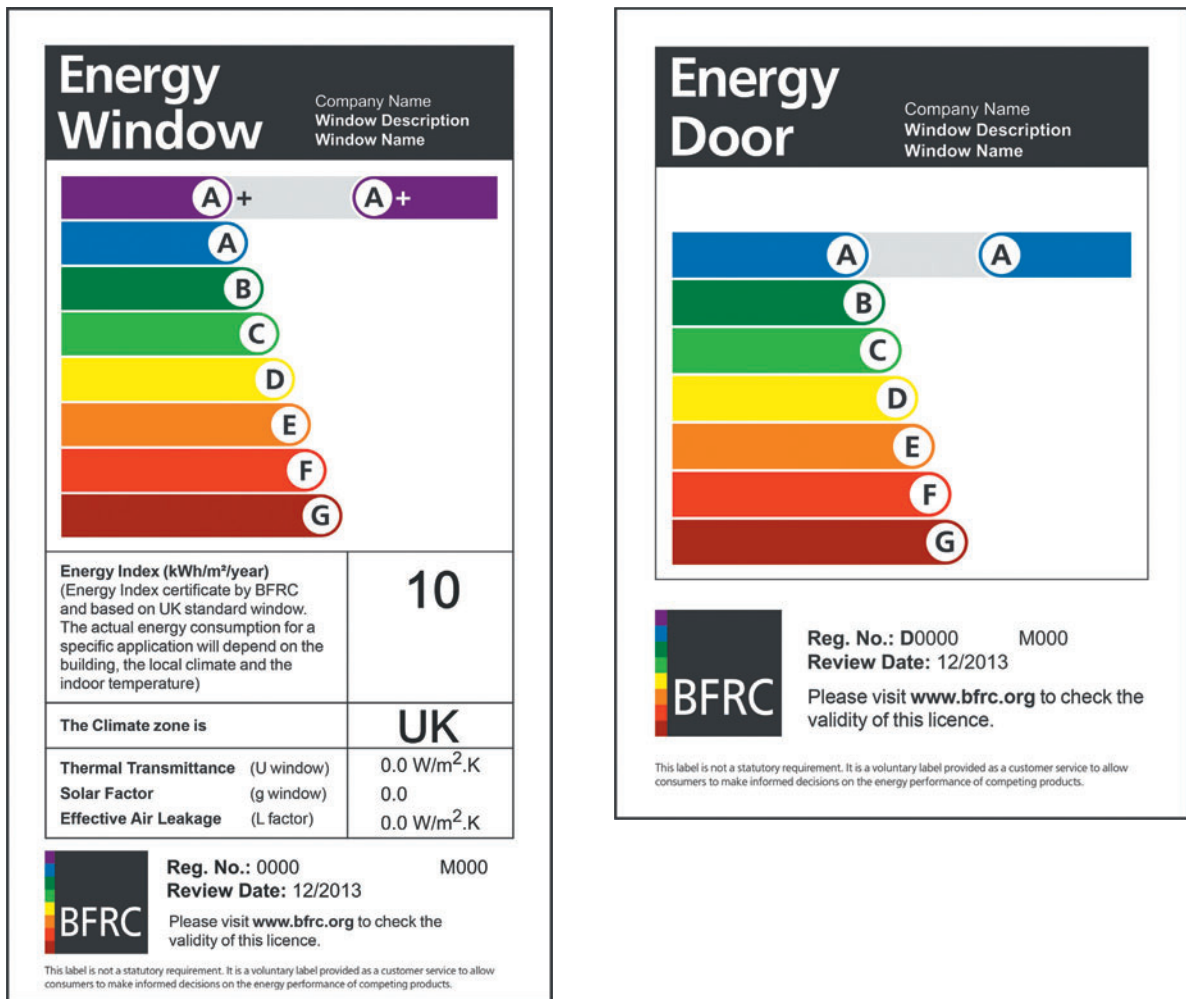 Energy
Window
Company Name
Window Description
Window Name
A+ A+
A
B
C
D
E
F
G
Energy Index (kWh/m²/year)
(Energy Index certificate by BFRC
and based on UK standard window.
The actual energy consumption for a
specific application will depend on the
building, the local climate and the
indoor temperature)
10
The Climate zone is UK
Thermal Transmittance (U window) 0.0 W/m².K
Solar Factor (g window) 0.0
Effective Air Leakage (L factor) 0.0 W/m².K
BFRC
Reg. No.: 0000 M000
Review Date: 12/2013
Please visit www.bfrc.org to check the
validity of this licence.
This label is not a statutory requirement. It is a voluntary label provided as a customer service to allow
consumers to make informed decisions on the energy performance of competing products.
Energy
Door
Company Name
Window Description
Window Name
A A
B
C
D
E
F
G
BFRC
Reg. No.: D0000 M000
Review Date: 12/2013
Please visit www.bfrc.org to check the
validity of this licence.
This label is not a statutory requirement. It is a voluntary label provided as a customer service to allow
consumers to make informed decisions on the energy performance of competing products.